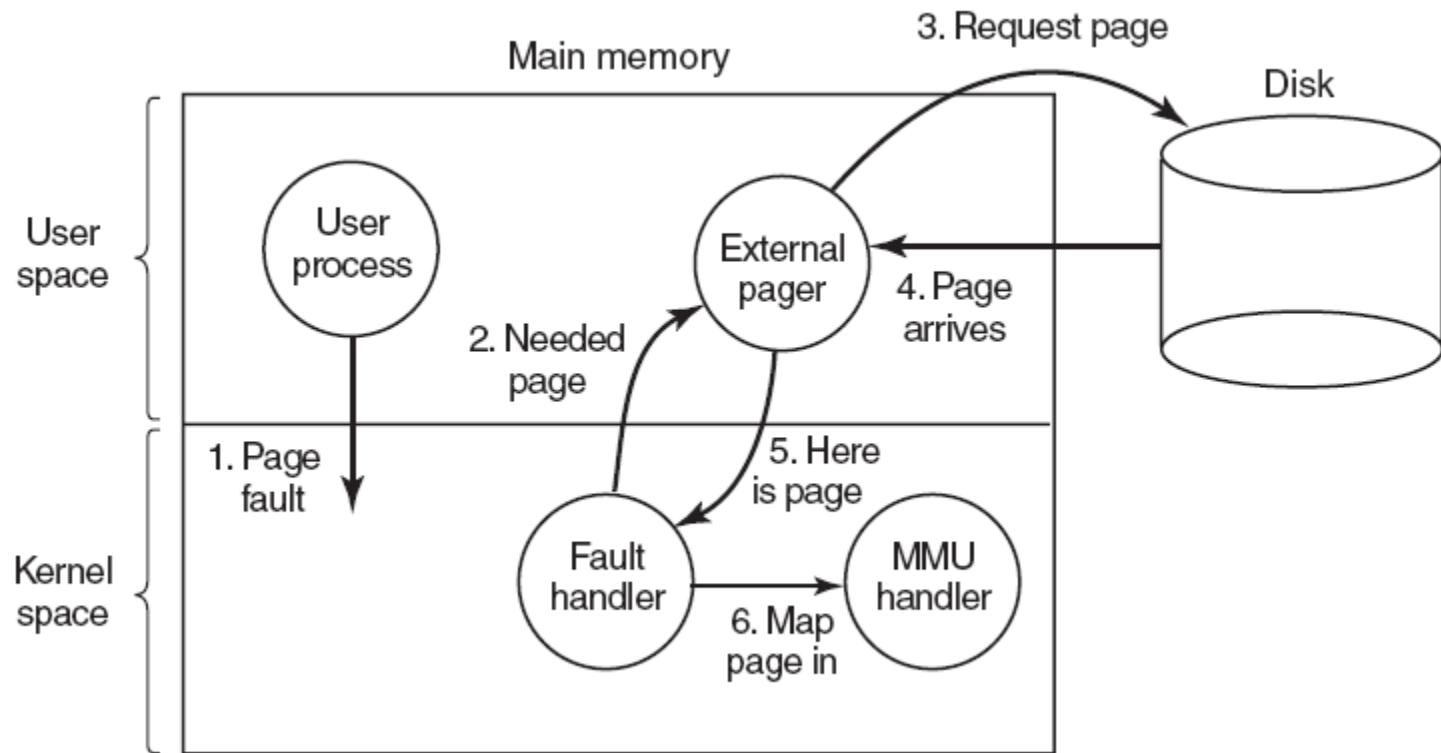 3. Request page
Main memory
Disk
User
space
User
process
External
pager
4. Page
arrives
2. Needed
page
1. Page
fault
5. Here
is page
Kernel
space
Fault
handler
MMU
handler
6. Map
page in